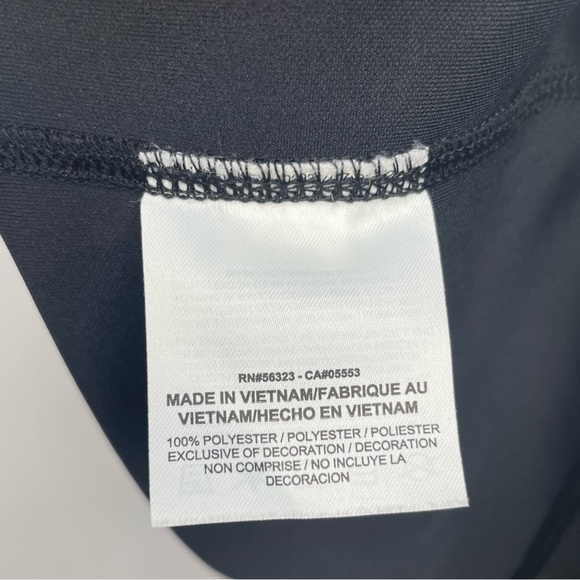 RN#56323 - CA#05553
MADE IN VIETNAM/FABRIQUE AU
VIETNAM/HECHO EN VIETNAM
100% POLYESTER / POLYESTER / POLIESTER
EXCLUSIVE OF DECORATION / DECORATION
NON COMPRISE / NO INCLUYE LA
DECORACION